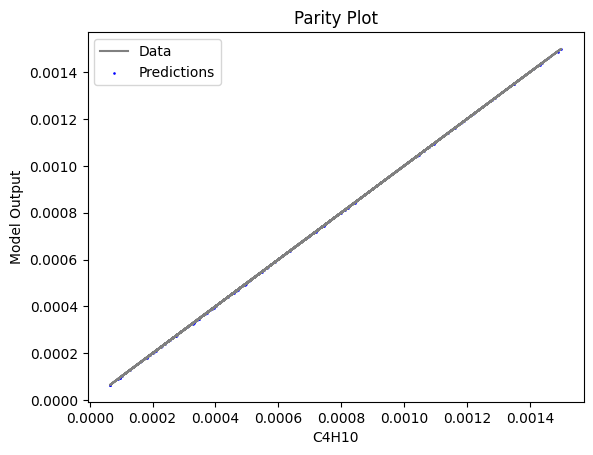 Parity Plot
Data
Predictions
Model Output
0.0014
0.0012
0.0010
0.0008
0.0006
0.0004
0.0002
0.0000
0.0000 0.0002 0.0004 0.0006 0.0008 0.0010 0.0012 0.0014
C4H10